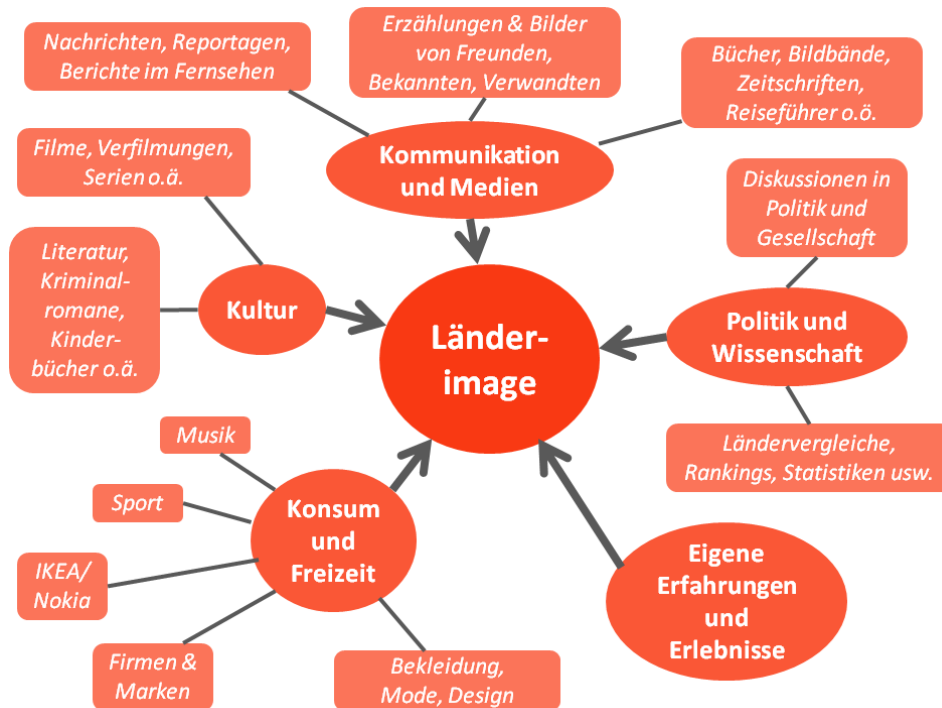 Nachrichten, Reportagen,
Berichte im Fernsehen
Erzählungen & Bilder
von Freunden,
Bekannten, Verwandten
Bücher, Bildbände,
Zeitschriften,
Reiseführer o.ö.
Kommunikation
und Medien
Filme, Verfilmungen,
Serien o.ä.
Diskussionen in
Politik und
Gesellschaft
Literatur,
Kriminal-
romane,
Kinder-
bücher o.ä.
Kultur
Länder-
image
Politik und
Wissenschaft
Ländervergleiche,
Rankings, Statistiken usw.
Musik
Sport
IKEA/
Nokia
Firmen &
Marken
Konsum
und
Freizeit
Bekleidung,
Mode, Design
Eigene
Erfahrungen
und
Erlebnisse